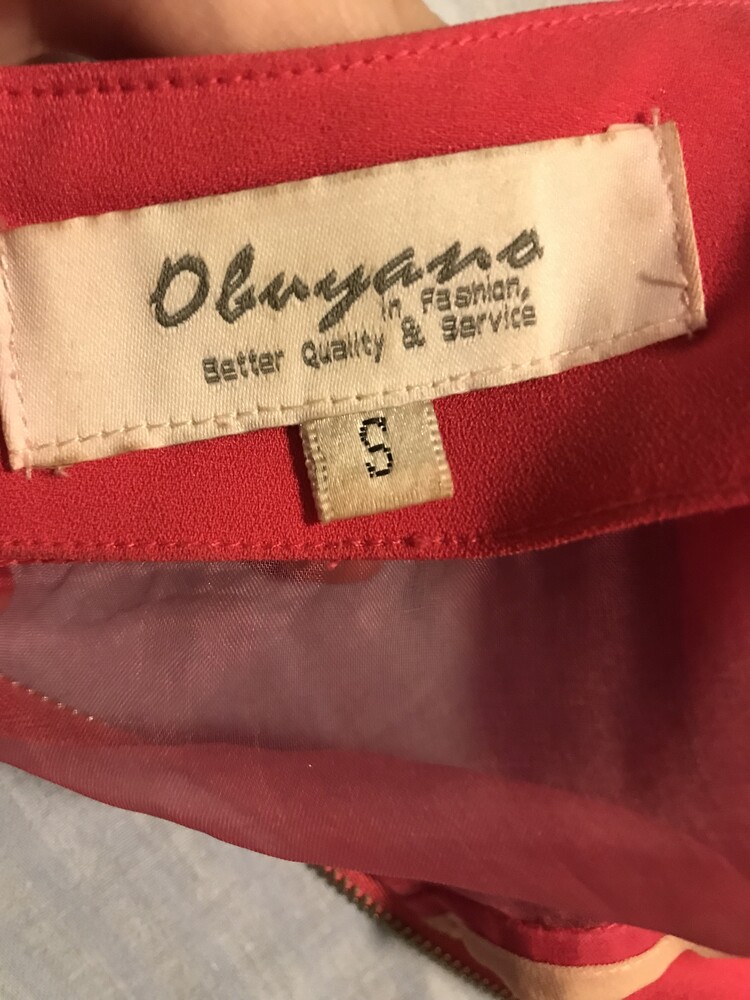 Obuyano
in Fashion,
Better Quality & Service
S